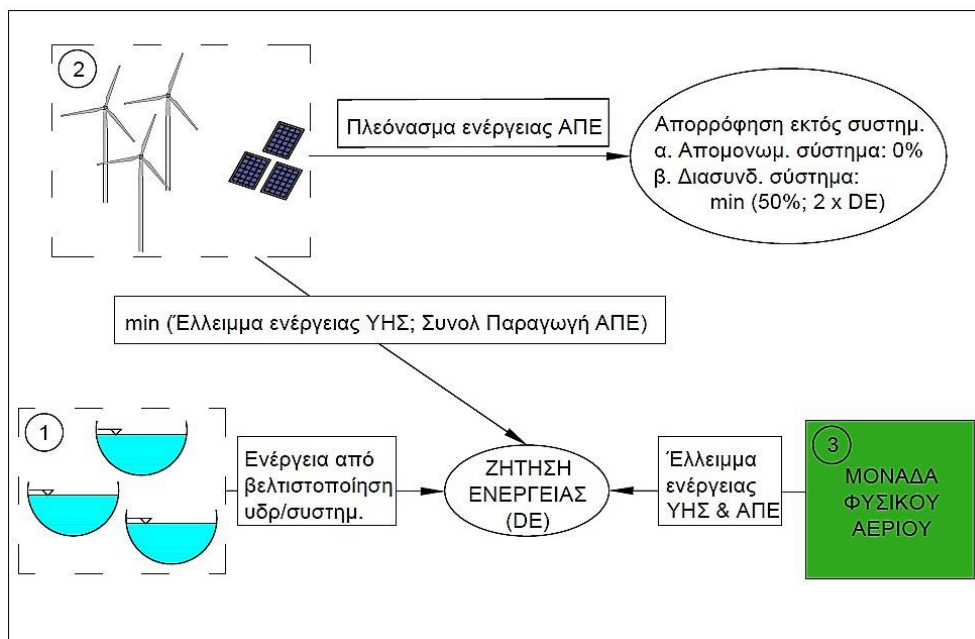 2
Πλεόνασμα ενέργειας ΑΠΕ
Απορρόφηση εκτός συστημ.
α. Απομονωμ. σύστημα: 0%
β. Διασυνδ. σύστημα:
min (50%; 2 x DE)
min (Έλλειμμα ενέργειας ΥΗΣ; Συνολ Παραγωγή ΑΠΕ)
1
Ενέργεια από
βελτιστοποίηση
υδρ/συστημ.
ΖΗΤΗΣΗ
ΕΝΕΡΓΕΙΑΣ
(DE)
Έλλειμμα
ενέργειας
ΥΗΣ & ΑΠΕ
3
ΜΟΝΑΔΑ
ΦΥΣΙΚΟΥ
ΑΕΡΙΟΥ